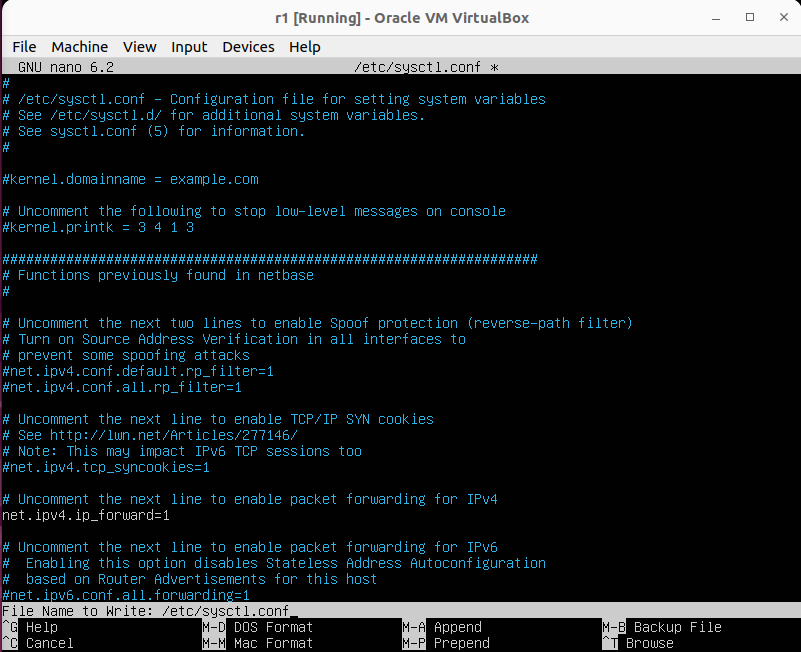 r1 [Running] - Oracle VM VirtualBox
File Machine View Input Devices Help
GNU nano 6.2 /etc/sysctl.conf *
#
# /etc/sysctl.conf - Configuration file for setting system variables
# See /etc/sysctl.d/ for additional system variables.
# See sysctl.conf (5) for information.
#
#kernel.domainname = example.com
# Uncomment the following to stop low-level messages on console
#kernel.printk = 3 4 1 3
###################################################################
# Functions previously found in netbase
#
# Uncomment the next two lines to enable Spoof protection (reverse-path filter)
# Turn on Source Address Verification in all interfaces to
# prevent some spoofing attacks
#net.ipv4.conf.default.rp_filter=1
#net.ipv4.conf.all.rp_filter=1
# Uncomment the next line to enable TCP/IP SYN cookies
# See http://lwn.net/Articles/277146/
# Note: This may impact IPv6 TCP sessions too
#net.ipv4.tcp_syncookies=1
# Uncomment the next line to enable packet forwarding for IPv4
net.ipv4.ip_forward=1
# Uncomment the next line to enable packet forwarding for IPv6
#  Enabling this option disables Stateless Address Autoconfiguration
#  based on Router Advertisements for this host
#net.ipv6.conf.all.forwarding=1
File Name to Write: /etc/sysctl.conf_
^G Help M-D DOS Format M-A Append M-B Backup File
^C Cancel M-M Mac Format M-P Prepend ^T Browse